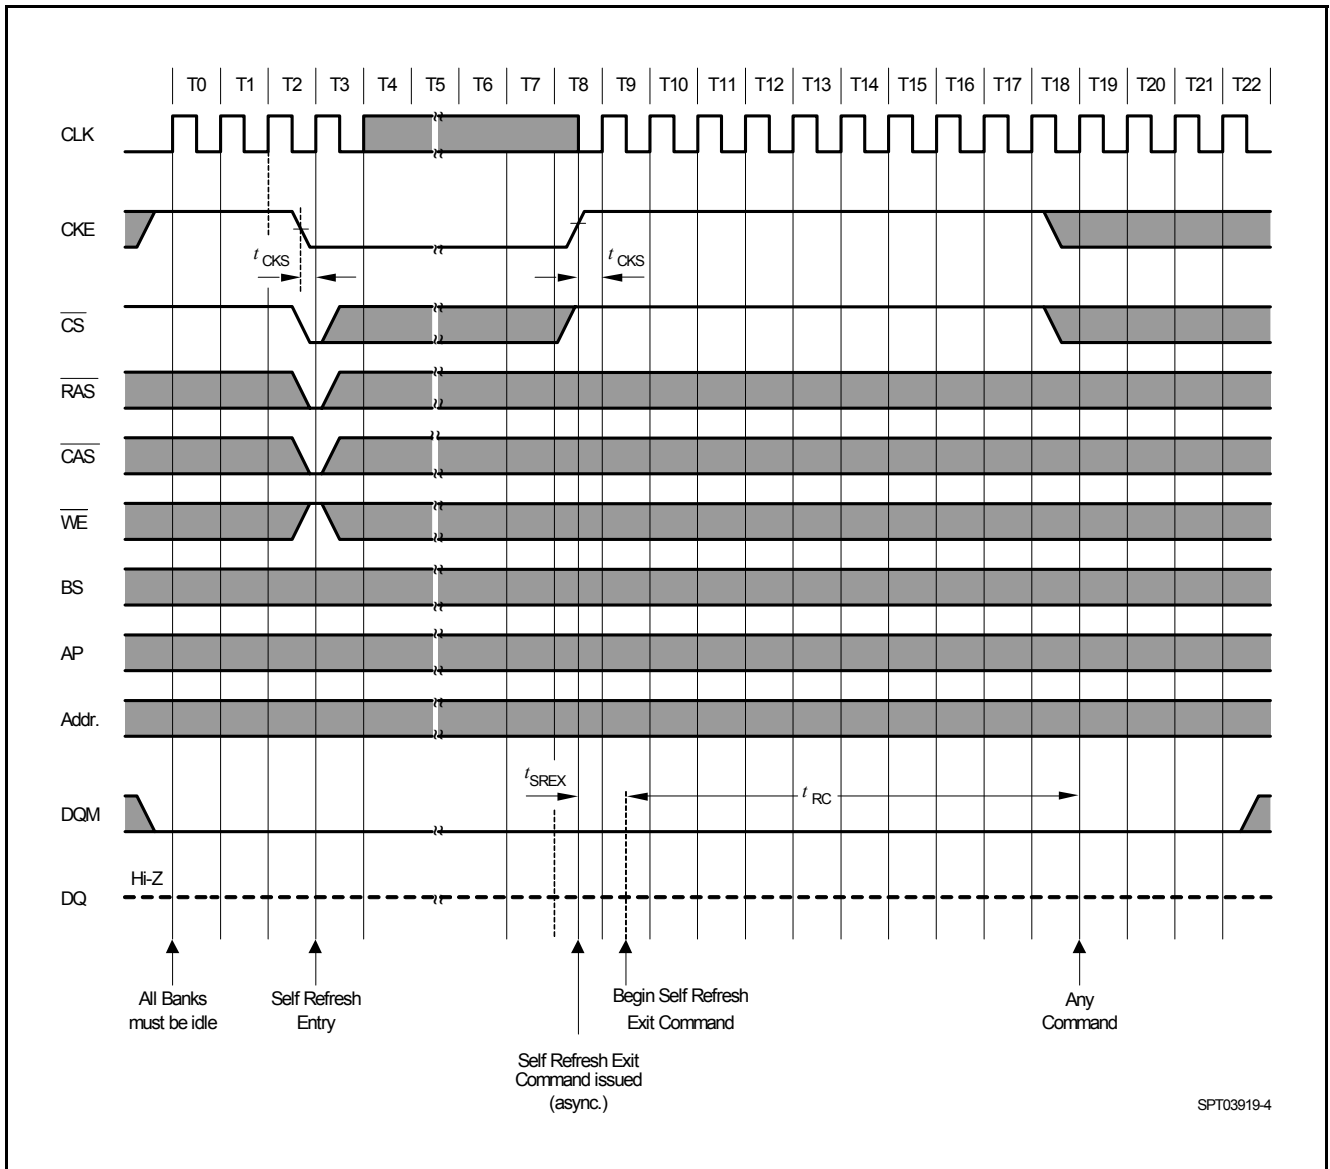 T0 T1 T2 T3 T4 T5 T6 T7 T8 T9 T10 T11 T12 T13 T14 T15 T16 T17 T18 T19 T20 T21 T22
CLK
CKE
t CKS
t CKS
CS
RAS
CAS
WE
BS
AP
Addr.
t SREX
t RC
DQM
Hi-Z
DQ
All Banks
must be idle
Self Refresh
Entry
Begin Self Refresh
Exit Command
Any
Command
Self Refresh Exit
Command issued
(async.)
SPT03919-4